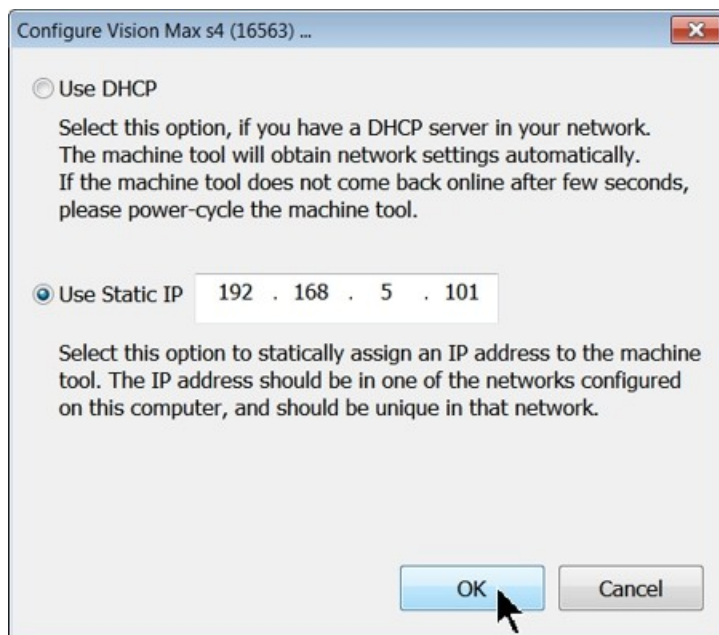 Configure Vision Max s4 (16563) ...
Use DHCP
Select this option, if you have a DHCP server in your network.
The machine tool will obtain network settings automatically.
If the machine tool does not come back online after few seconds,
please power-cycle the machine tool.
Use Static IP 192 . 168 . 5 . 101
Select this option to statically assign an IP address to the machine
tool. The IP address should be in one of the networks configured
on this computer, and should be unique in that network.
OK Cancel